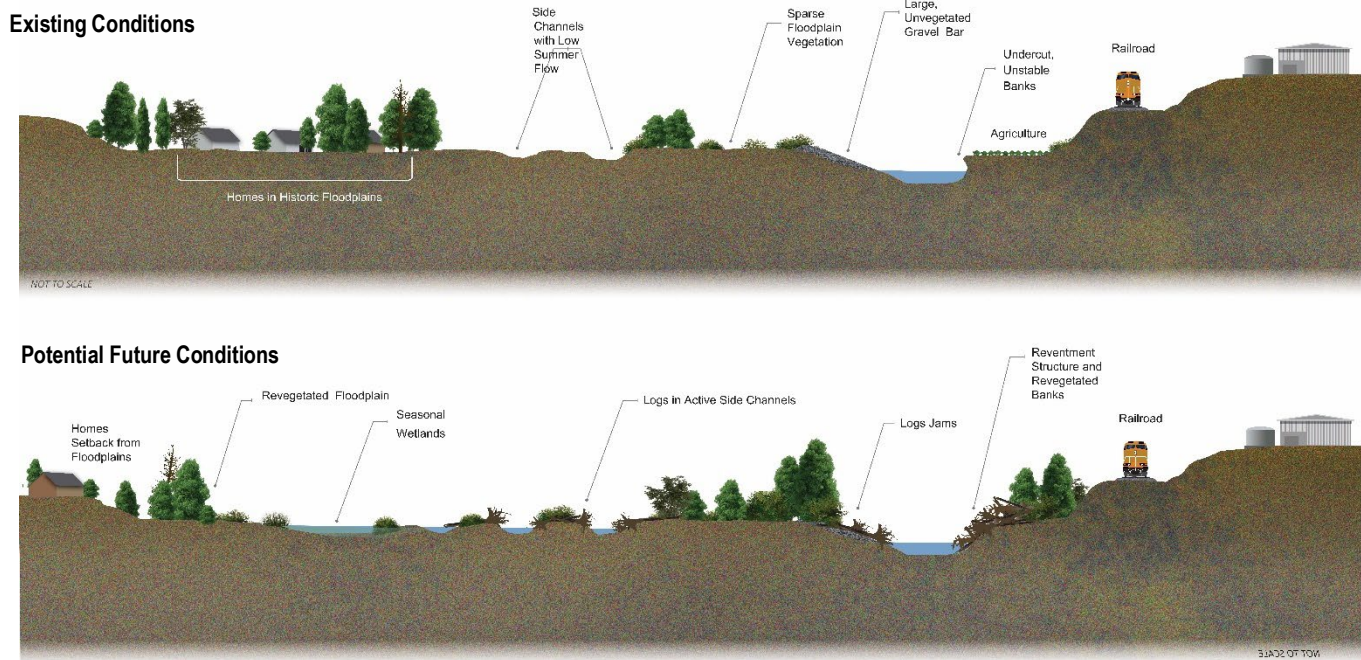 Existing Conditions
Side
Channels
with Low
Summer
Flow
Sparse
Floodplain
Vegetation
Large,
Unvegetated
Gravel Bar
Undercut,
Unstable
Banks
Railroad
Agriculture
Homes in Historic Floodplains
NOT TO SCALE
Potential Future Conditions
Homes
Setback from
Floodplains
Revegetated Floodplain
Seasonal
Wetlands
Logs in Active Side Channels
Logs Jams
Reventment
Structure and
Revegetated
Banks
Railroad
NOT TO SCALE